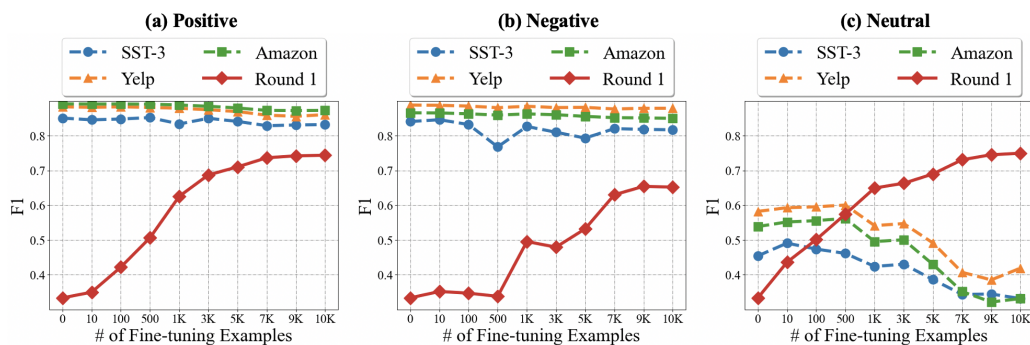 (a) Positive
SST-3
Amazon
Yelp
Round 1
F1
0.8
0.7
0.6
0.5
0.4
0 10 100 500 1K 3K 5K 7K 9K 10K
# of Fine-tuning Examples
(b) Negative
SST-3
Amazon
Yelp
Round 1
F1
0.8
0.7
0.6
0.5
0.4
0 10 100 500 1K 3K 5K 7K 9K 10K
# of Fine-tuning Examples
(c) Neutral
SST-3
Amazon
Yelp
Round 1
F1
0.8
0.7
0.6
0.5
0.4
0 10 100 500 1K 3K 5K 7K 9K 10K
# of Fine-tuning Examples